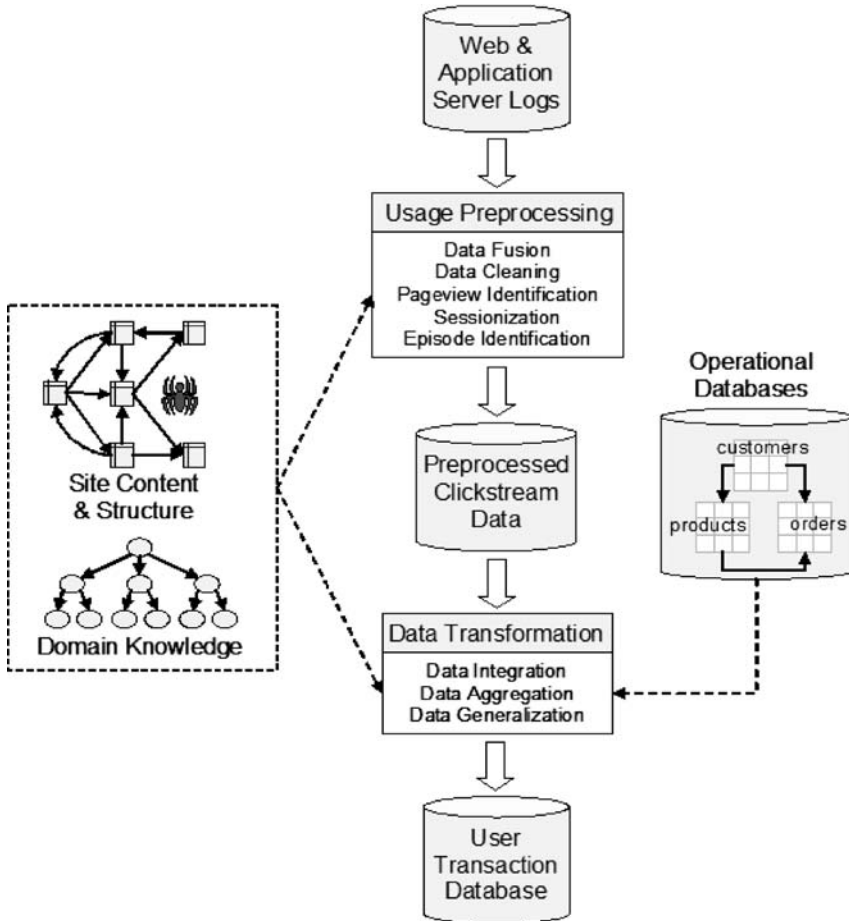 Web &
Application
Server Logs
Usage Preprocessing
Data Fusion
Data Cleaning
Pageview Identification
Sessionization
Episode Identification
Site Content
& Structure
Domain Knowledge
Operational
Databases
customers
products
orders
Preprocessed
Clickstream
Data
Data Transformation
Data Integration
Data Aggregation
Data Generalization
User
Transaction
Database